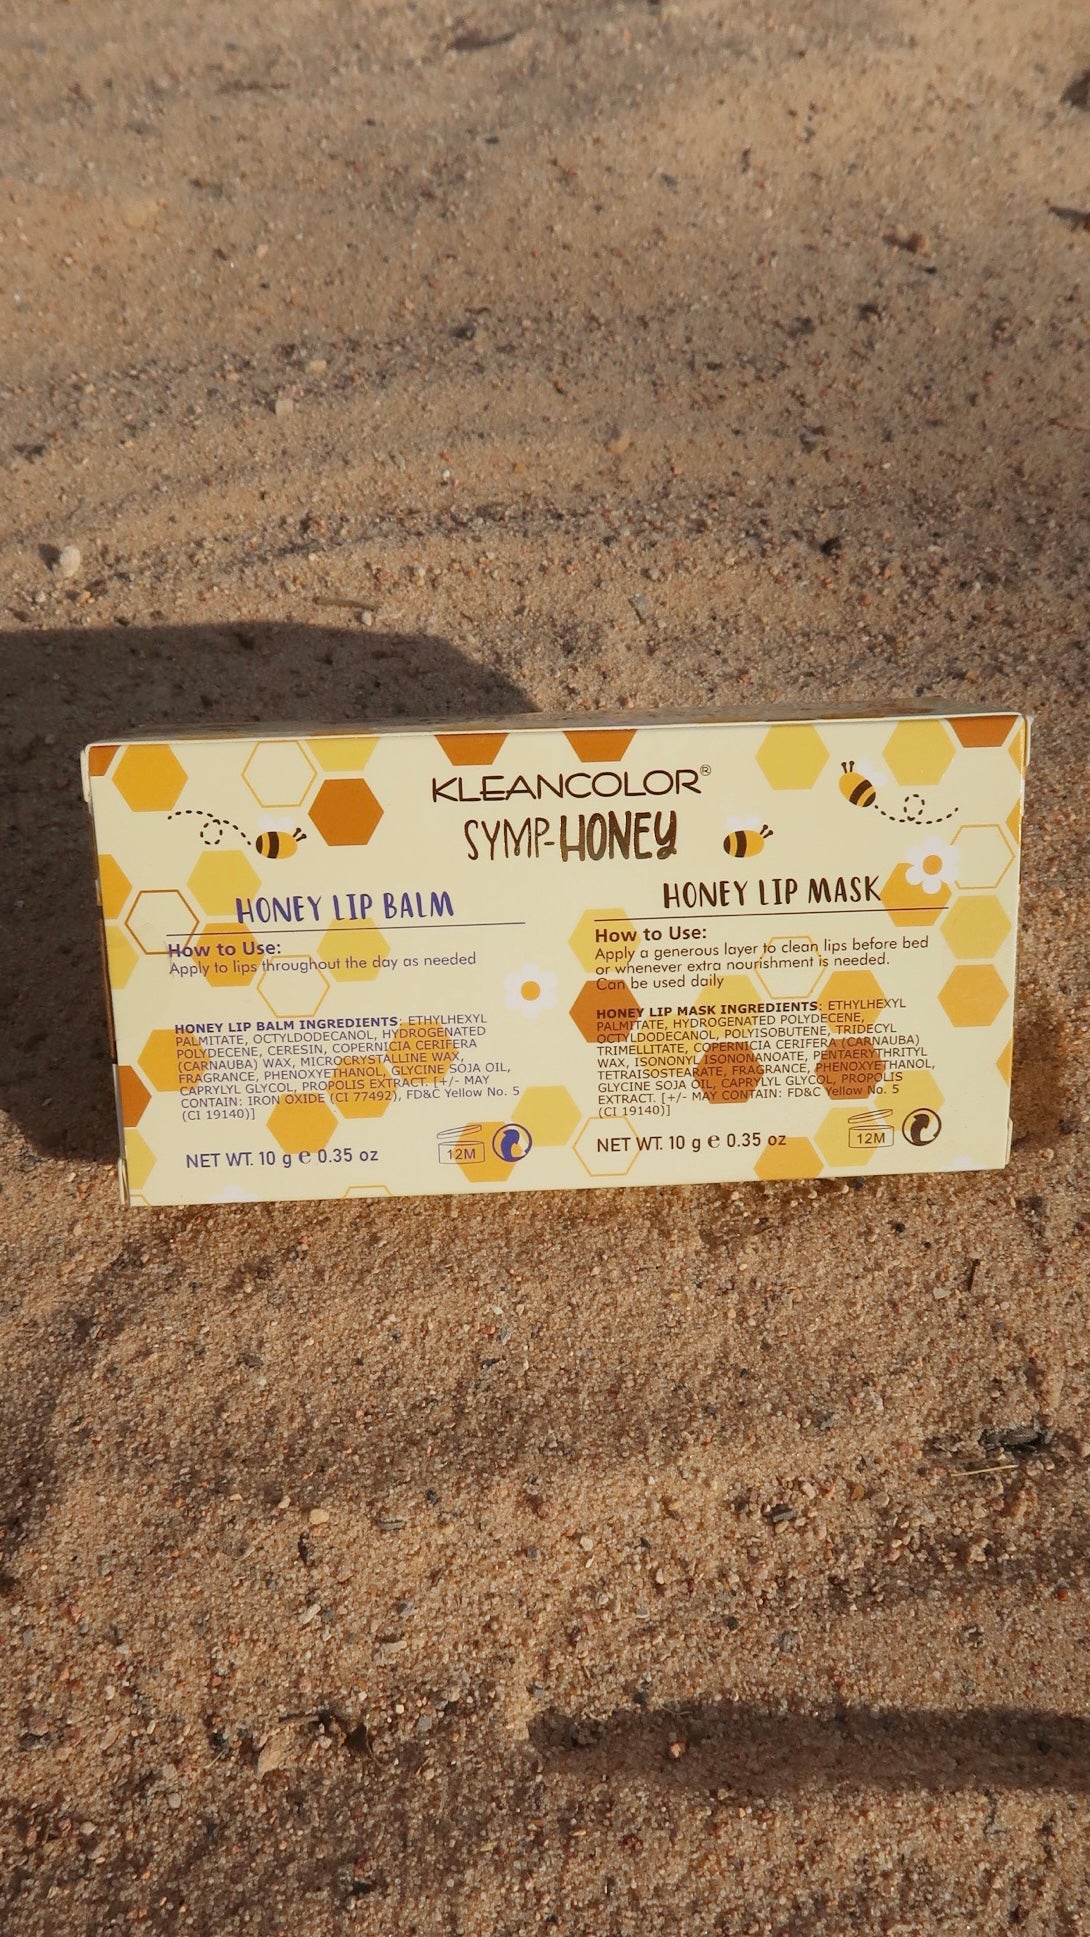 KLEANCOLOR®
SYMP-HONEY
HONEY LIP BALM
How to Use:
Apply to lips throughout the day as needed
HONEY LIP BALM INGREDIENTS: ETHYLHEXYL
PALMITATE, OCTYLDODECANOL, HYDROGENATED
POLYDECENE, CERESIN, COPERNICIA CERIFERA
(CARNAUBA) WAX, MICROCRYSTALLINE WAX,
FRAGRANCE, PHENOXYETHANOL, GLYCINE SOJA OIL,
CAPRYLYL GLYCOL, PROPOLIS EXTRACT. [+/- MAY
CONTAIN: IRON OXIDE (CI 77492), FD&C Yellow No. 5
(CI 19140)]
NET WT. 10 g e 0.35 oz
12M
HONEY LIP MASK
How to Use:
Apply a generous layer to clean lips before bed
or whenever extra nourishment is needed.
Can be used daily
HONEY LIP MASK INGREDIENTS: ETHYLHEXYL
PALMITATE, HYDROGENATED POLYDECENE,
OCTYLDODECANOL, POLYISOBUTENE, TRIDECYL
TRIMELLITATE, COPERNICIA CERIFERA (CARNAUBA)
WAX, ISONONYL ISONONANOATE, PENTAERYTHRITYL
TETRAISOSTEARATE, FRAGRANCE, PHENOXYETHANOL,
GLYCINE SOJA OIL, CAPRYLYL GLYCOL, PROPOLIS
EXTRACT. [+/- MAY CONTAIN: FD&C Yellow No. 5
(CI 19140)]
NET WT. 10 g e 0.35 oz
12M